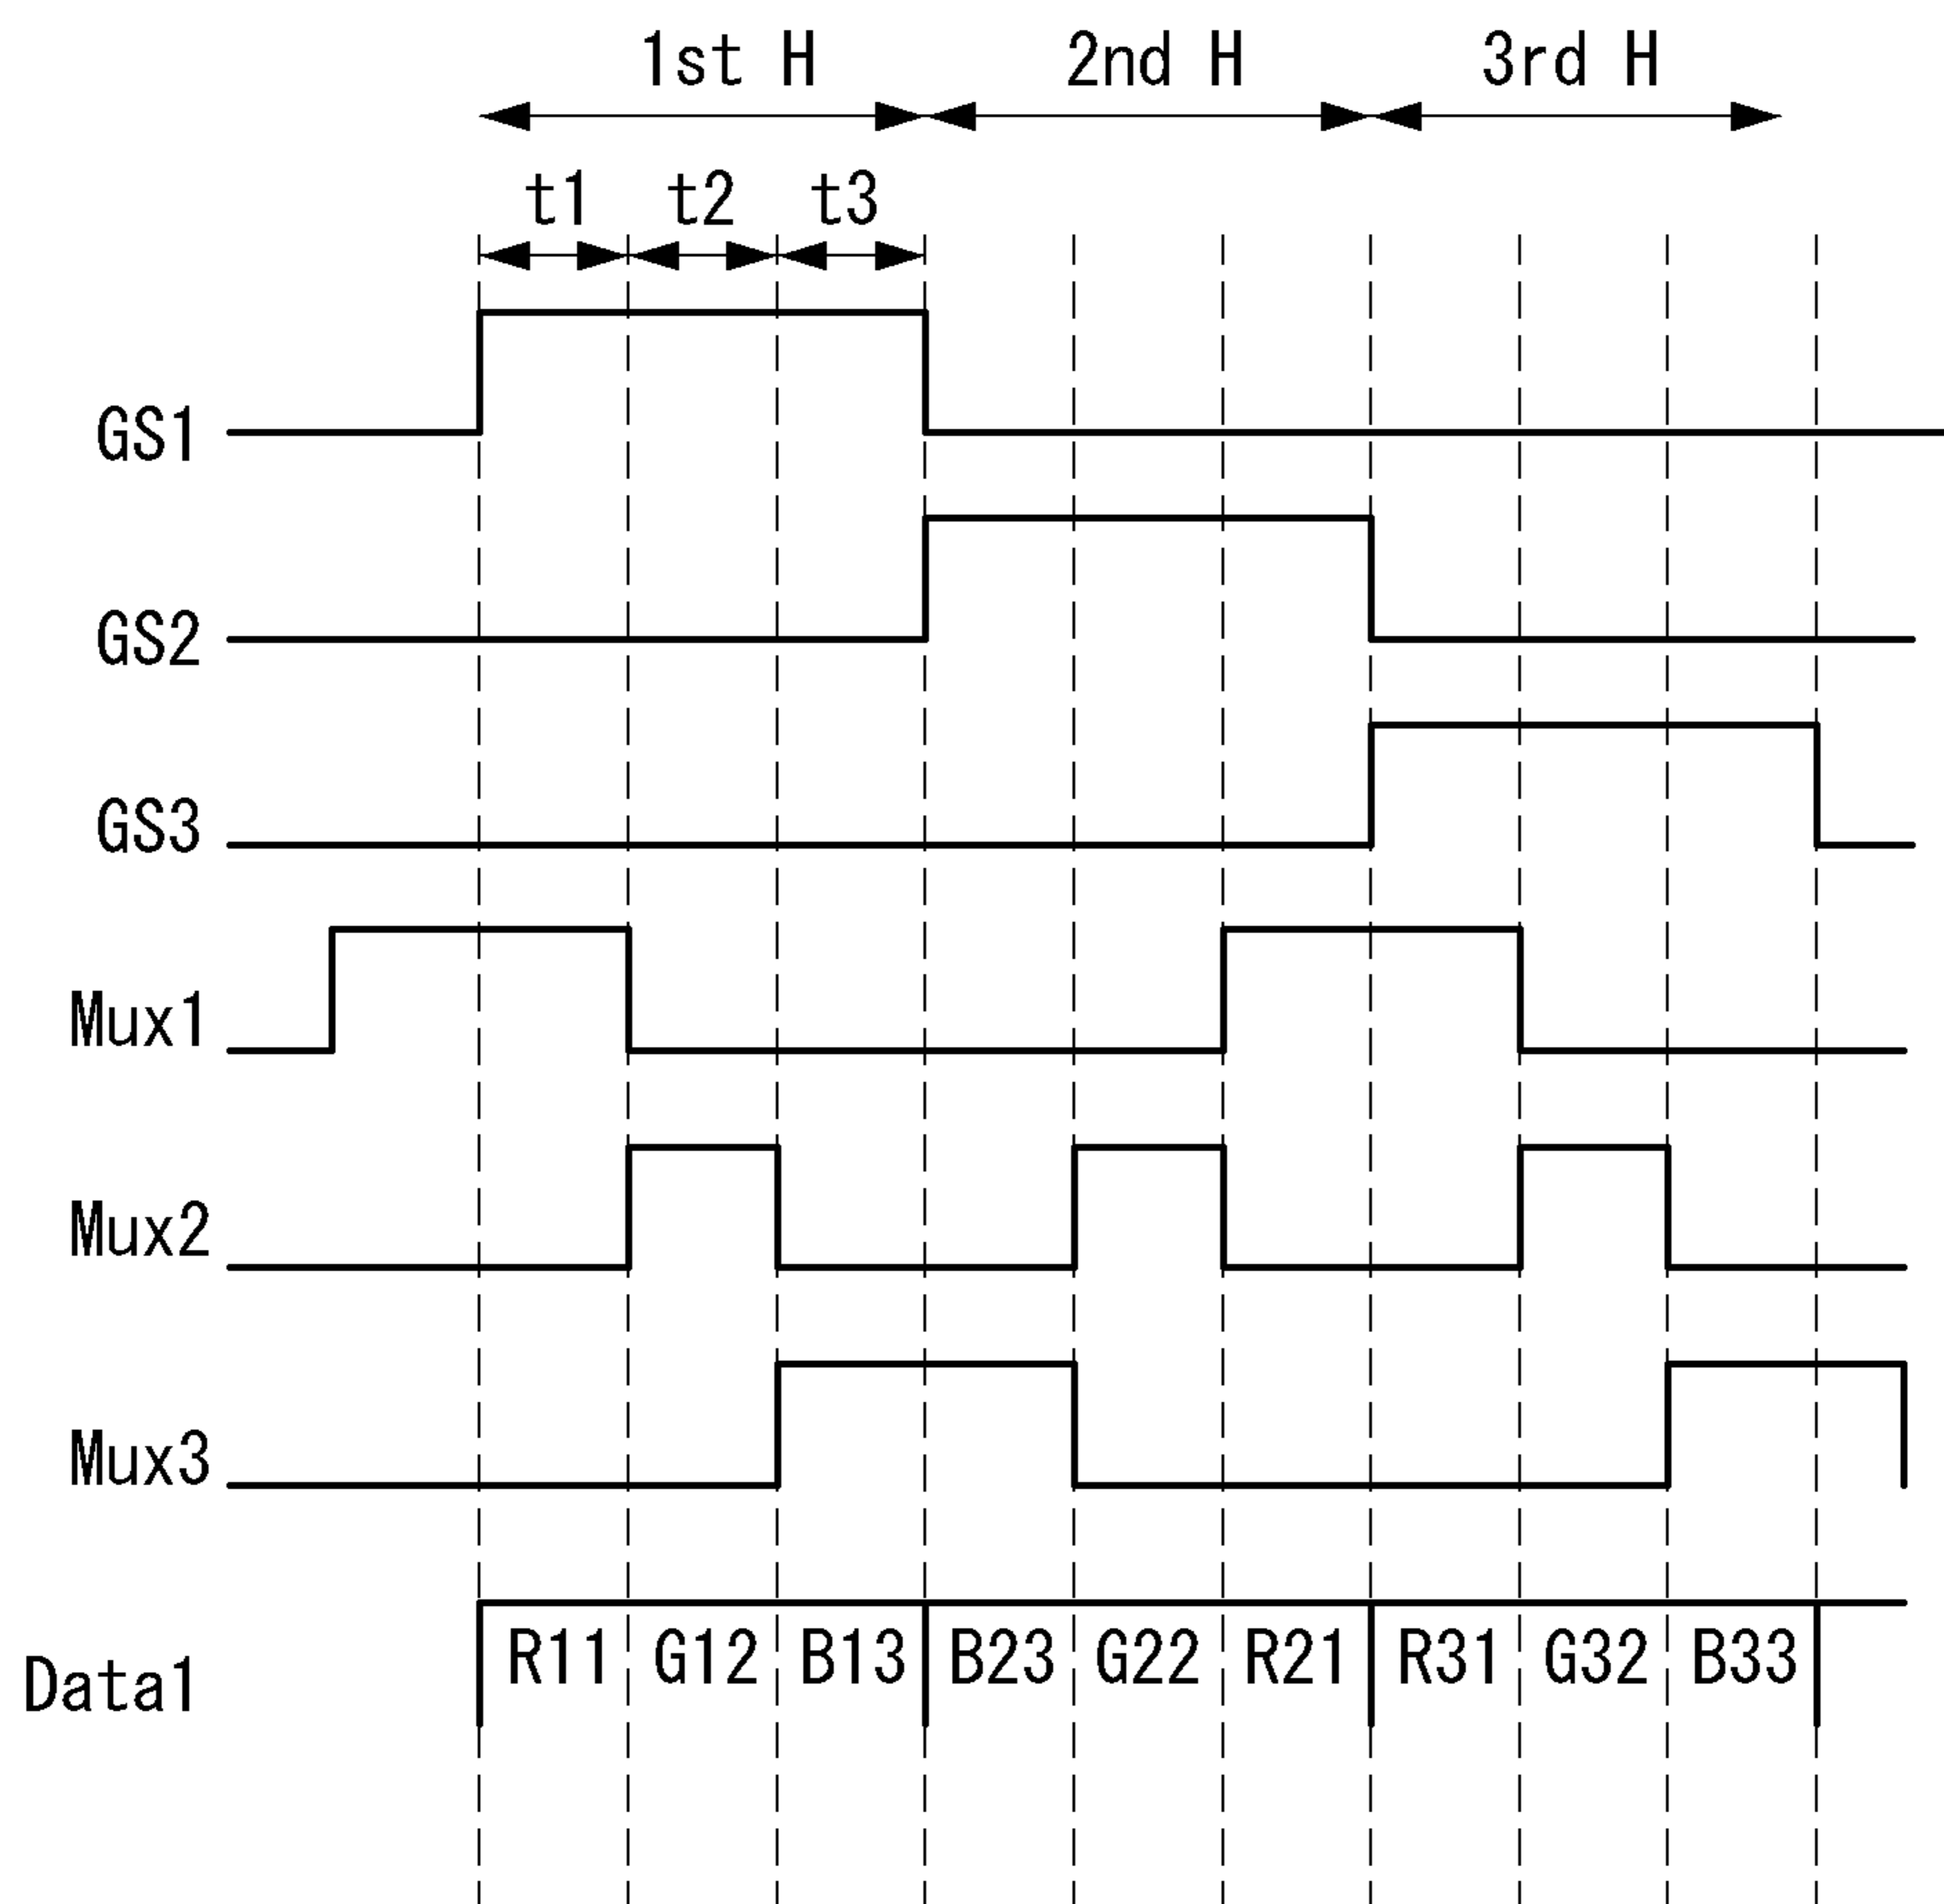 1st H 2nd H 3rd H
t1 t2 t3
GS1
GS2
GS3
Mux1
Mux2
Mux3
Data1 R11 G12 B13 B23 G22 R21 R31 G32 B33